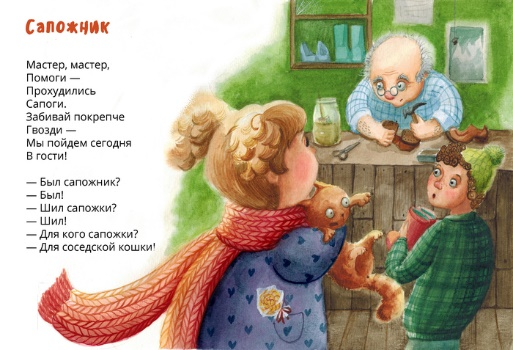 Сапожник
Мастер, мастер,
Помоги —
Прохудились
Сапоги.
Забивай покрепче
Гвозди —
Мы пойдем сегодня
В гости!
— Был сапожник?
— Был!
— Шил сапожки?
— Шил!
— Для кого сапожки?
— Для соседской кошки!